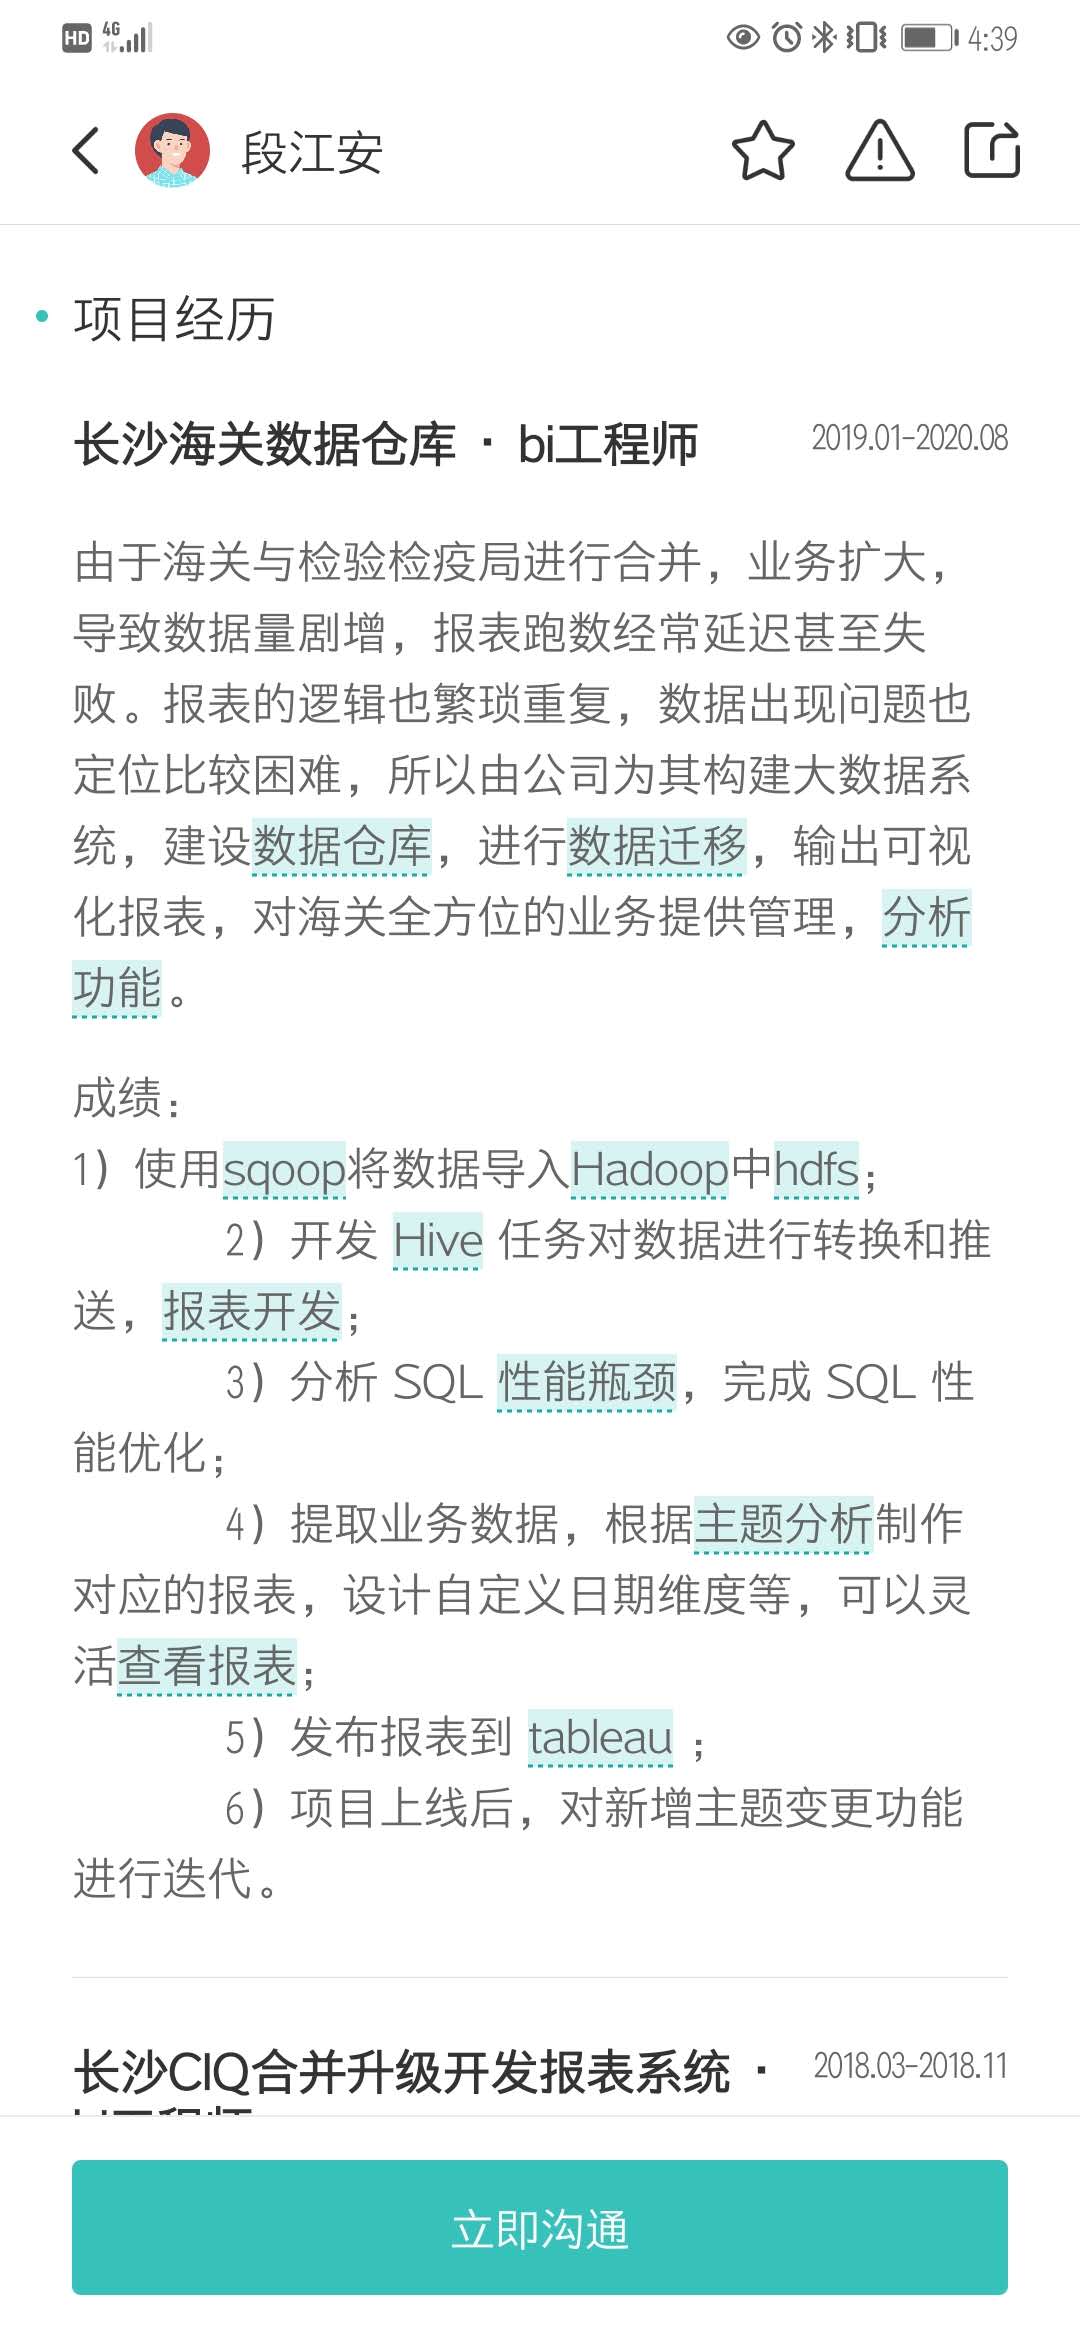 HD 4G 4:39
段江安
项目经历
长沙海关数据仓库 · bi工程师 2019.01-2020.08
由于海关与检验检疫局进行合并，业务扩大，
导致数据量剧增，报表跑数经常延迟甚至失
败。报表的逻辑也繁琐重复，数据出现问题也
定位比较困难，所以由公司为其构建大数据系
统，建设数据仓库，进行数据迁移，输出可视
化报表，对海关全方位的业务提供管理，分析
功能。
成绩：
1）使用sqoop将数据导入Hadoop中hdfs；
2）开发 Hive 任务对数据进行转换和推
送，报表开发；
3）分析 SQL 性能瓶颈，完成 SQL 性
能优化；
4）提取业务数据，根据主题分析制作
对应的报表，设计自定义日期维度等，可以灵
活查看报表；
5）发布报表到 tableau ；
6）项目上线后，对新增主题变更功能
进行迭代。
长沙CIQ合并升级开发报表系统 · 2018.03-2018.11
立即沟通